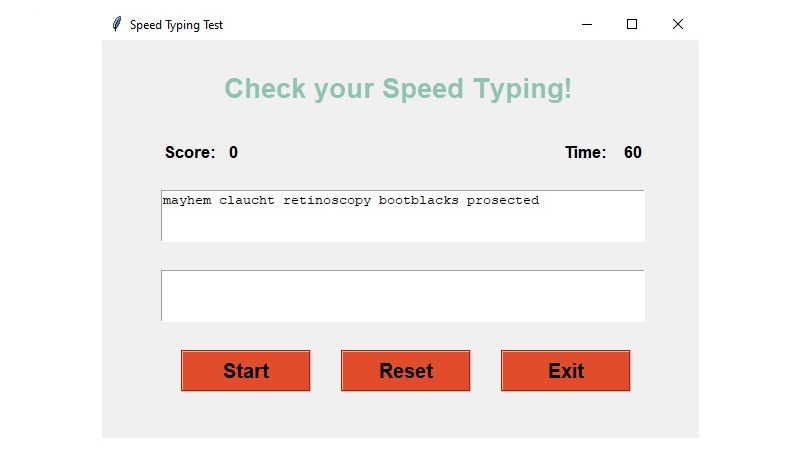 Speed Typing Test
Check your Speed Typing!
Score: 0 Time: 60
mayhem claucht retinoscopy bootblacks prosected
Start Reset Exit